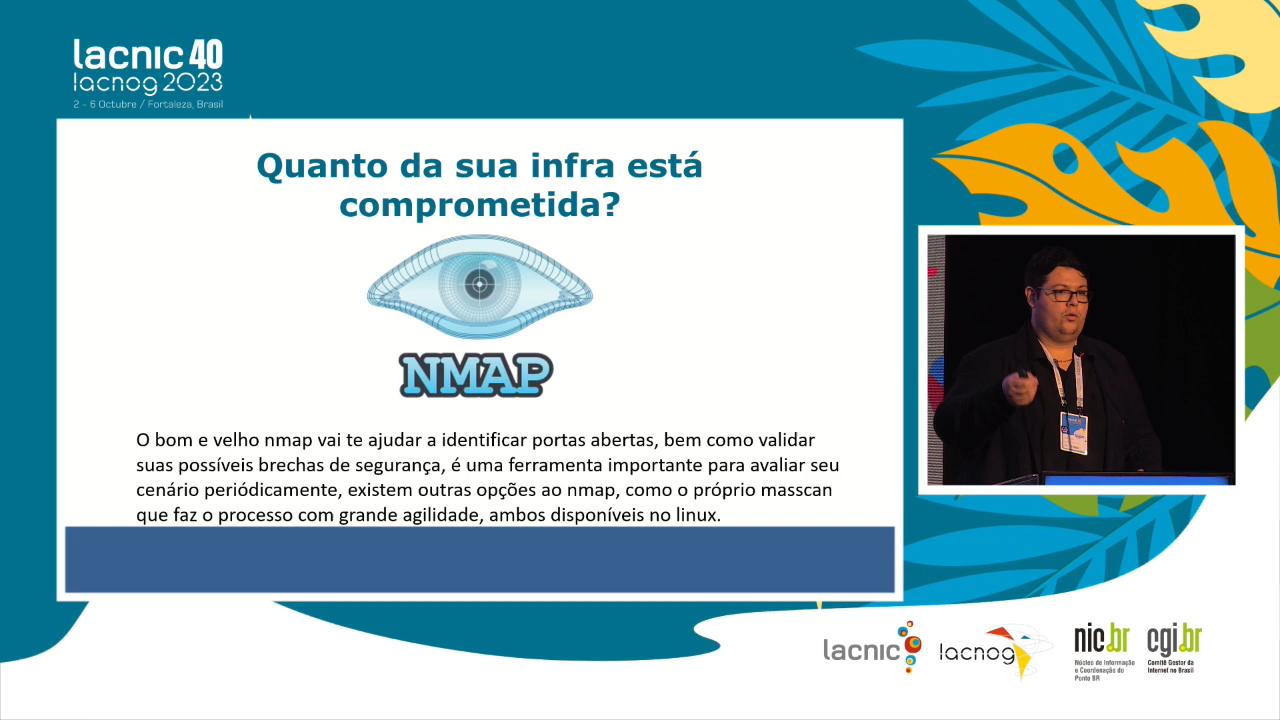 lacnic 40
lacnog 2023
2 - 6 Octubre / Fortaleza, Brasil
Quanto da sua infra está
comprometida?
NMAP
O bom e velho nmap vai te ajudar a identificar portas abertas, bem como validar
suas possíveis brechas de segurança, é uma ferramenta importante para avaliar seu
cenário periodicamente, existem outras opções ao nmap, como o próprio masscan
que faz o processo com grande agilidade, ambos disponíveis no linux.
lacnic
lacnog
nic.br
Núcleo de Informação
e Coordenação do
Ponto BR
cgi.br
Comitê Gestor da
Internet no Brasil